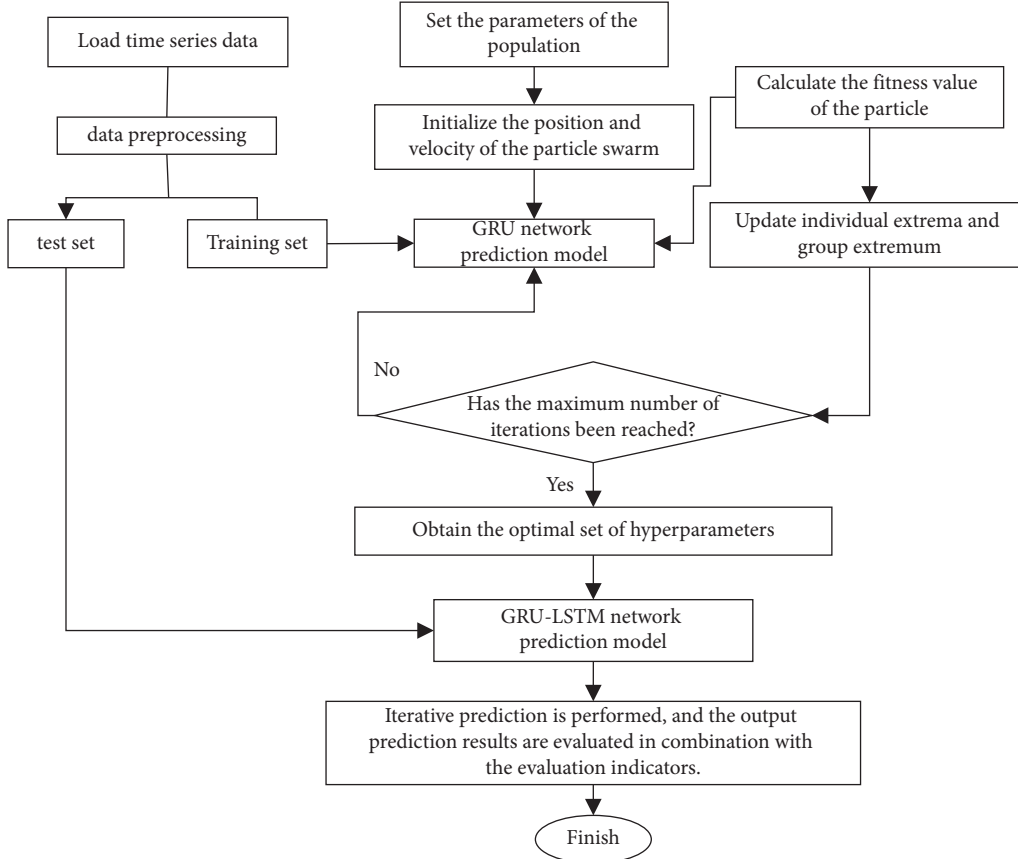 Load time series data
Set the parameters of the
population
Calculate the fitness value
of the particle
data preprocessing
Initialize the position and
velocity of the particle swarm
test set
Training set
GRU network
prediction model
Update individual extrema and
group extremum
No
Has the maximum number of
iterations been reached?
Yes
Obtain the optimal set of hyperparameters
GRU-LSTM network
prediction model
Iterative prediction is performed, and the output
prediction results are evaluated in combination with
the evaluation indicators.
Finish